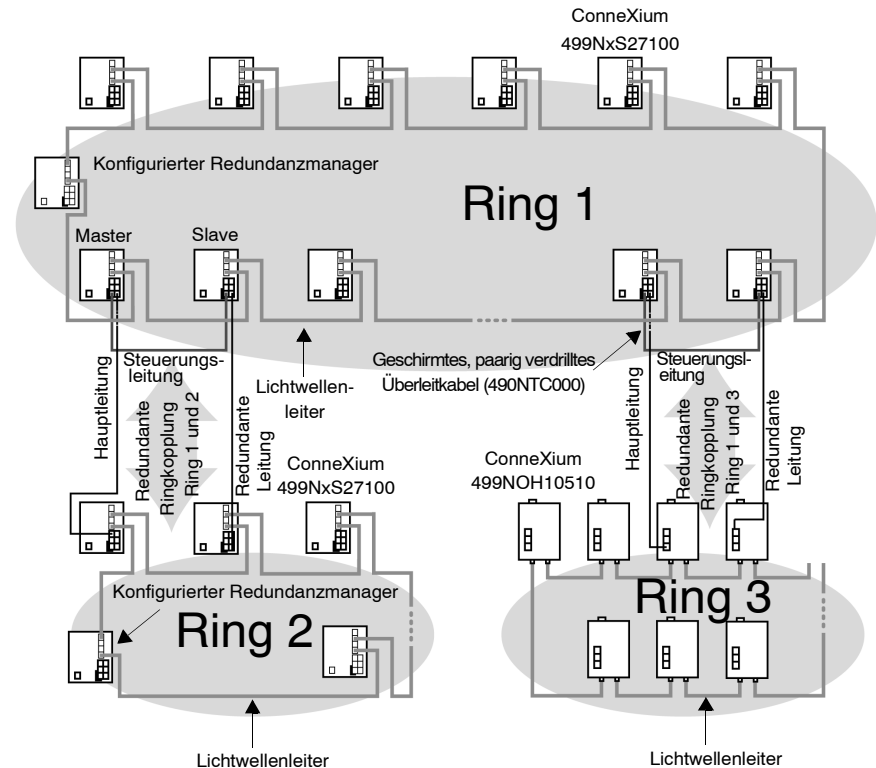 ConneXium
499NxS27100
Konfigurierter Redundanzmanager
Ring 1
Master
Slave
Steuerungs-
leitung
Hauptleitung
Redundante
Ringkopplung
Ring 1 und 2
Redundante
Leitung
Lichtwellen-
leiter
Geschirmtes, paarig verdrilltes
Überleitkabel (490NTC000)
Steuerungsl-
eitung
Hauptleitung
Redundante
Ringkopplung
Ring 1 und 3
Redundante
Leitung
ConneXium
499NxS27100
ConneXium
499NOH10510
Konfigurierter Redundanzmanager
Ring 2
Ring 3
Lichtwellenleiter
Lichtwellenleiter